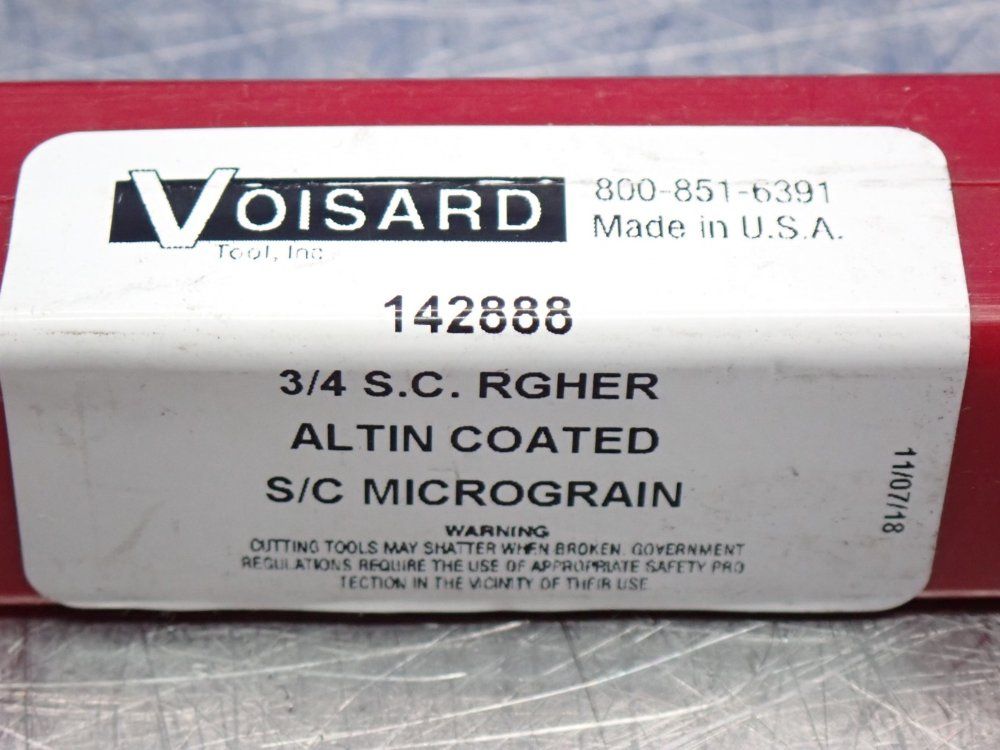 VOISARD
Tool, Inc
800-851-6391
Made in U.S.A.
142888
3/4 S.C. RGHER
ALTIN COATED
S/C MICROGRAIN
11/07/18
WARNING
CUTTING TOOLS MAY SHATTER WHEN BROKEN. GOVERNMENT
REGULATIONS REQUIRE THE USE OF APPROPRIATE SAFETY PRO
TECTION IN THE VICINITY OF THEIR USE.